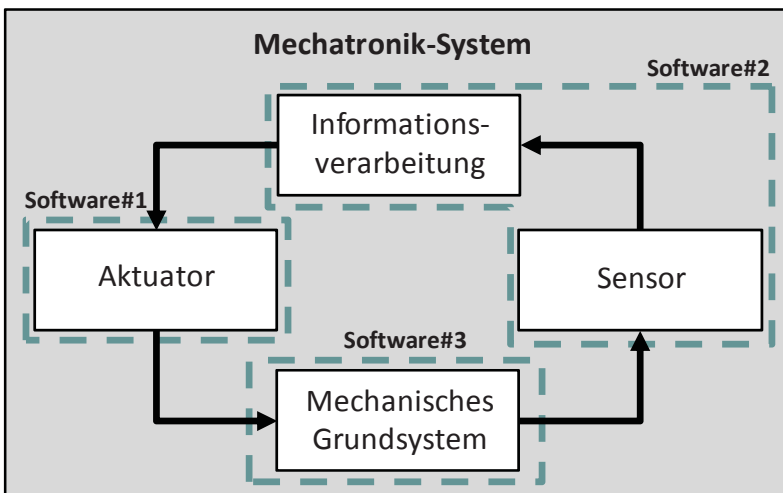 Mechatronik-System
Software#2
Informations-
verarbeitung
Software#1
Aktuator
Sensor
Software#3
Mechanisches
Grundsystem